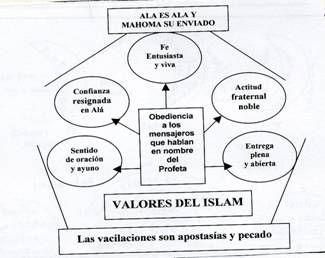 ALA ES ALA Y
MAHOMA SU ENVIADO
Fe
Entusiasta
y viva
Confianza
resignada
en Alá
Actitud
fraternal
noble
Obediencia
a los
mensajeros
que hablan
en nombre
del
Profeta
Sentido
de oración
y ayuno
Entrega
plena
y abierta
VALORES DEL ISLAM
Las vacilaciones son apostasías y pecado